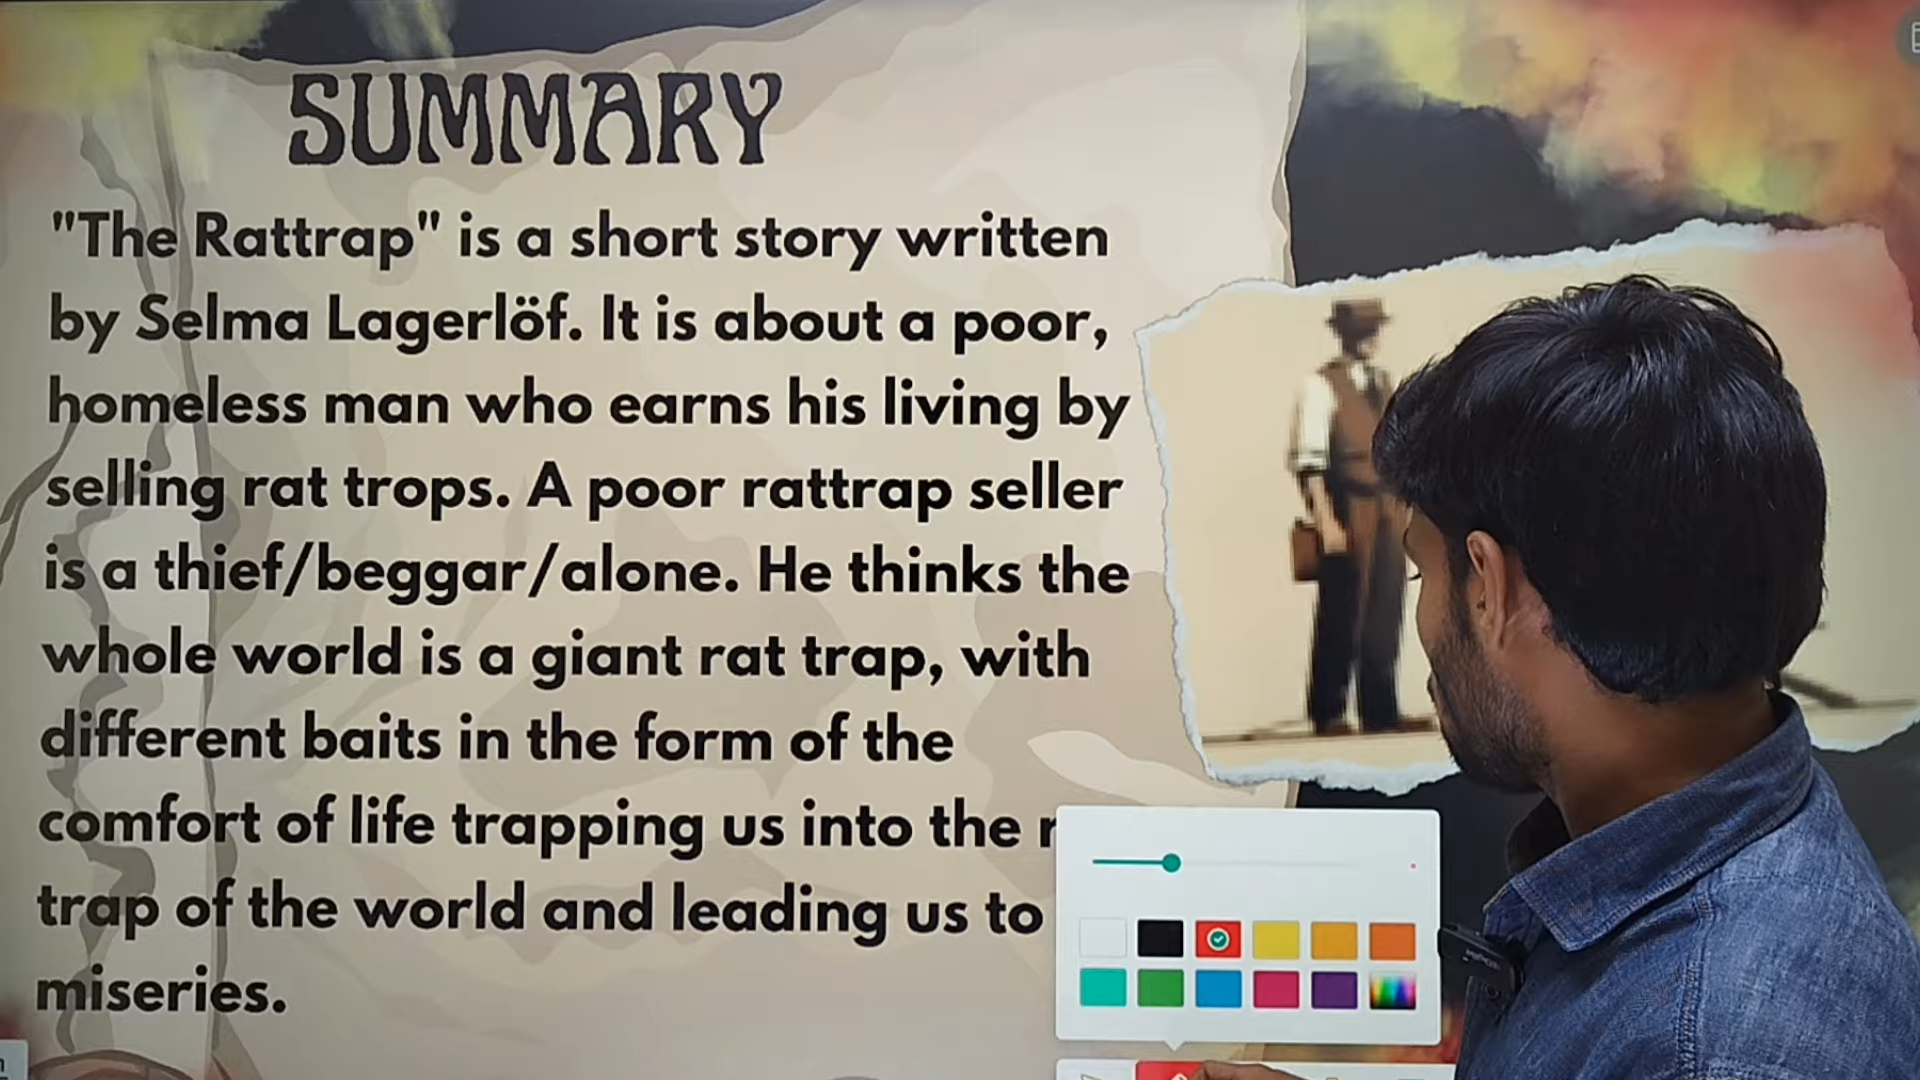 SUMMARY
"The Rattrap" is a short story written
by Selma Lagerlöf. It is about a poor,
homeless man who earns his living by
selling rat trops. A poor rattrap seller
is a thief/beggar/alone. He thinks the
whole world is a giant rat trap, with
different baits in the form of the
comfort of life trapping us into the
trap of the world and leading us to
miseries.